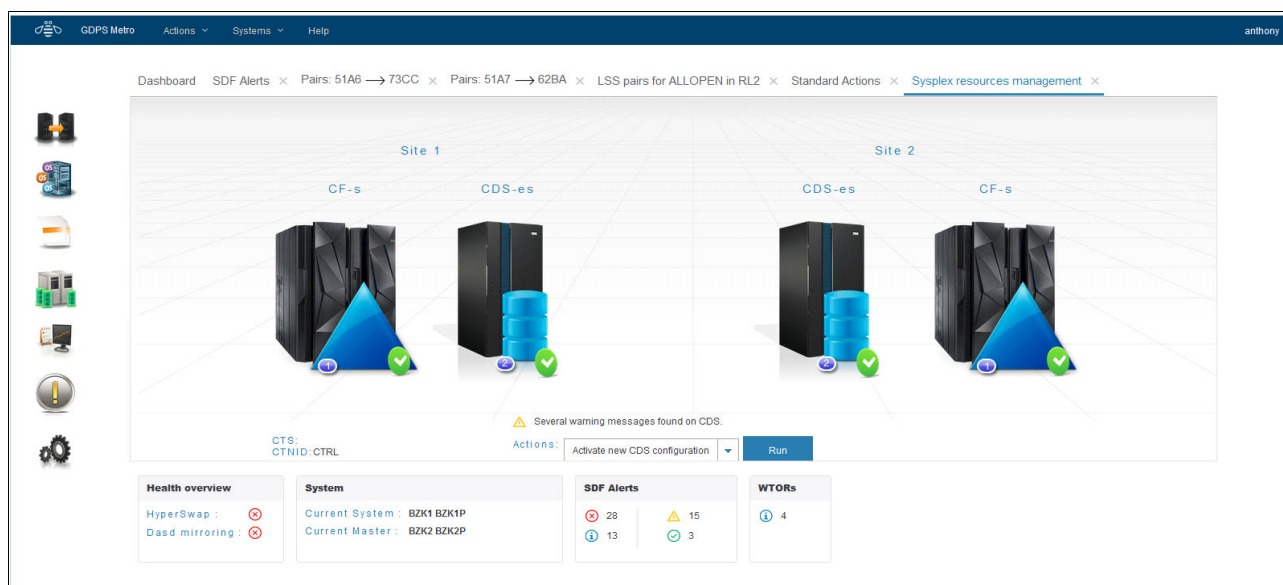 GDPS Metro Actions Systems Help anthony
Dashboard SDF Alerts Pairs: 51A6 → 73CC Pairs: 51A7 → 62BA LSS pairs for ALLOPEN in RL2 Standard Actions Sysplex resources management
Site 1 Site 2
CF-s CDS-es CDS-es CF-s
1 2 2 1
Several warning messages found on CDS.
CTS:
CTNID: CTRL
Actions: Activate new CDS configuration Run
Health overview System SDF Alerts WTORs
HyperSwap : Current System : BZK1 BZK1P 28 15 4
Dasd mirroring : Current Master : BZK2 BZK2P 13 3